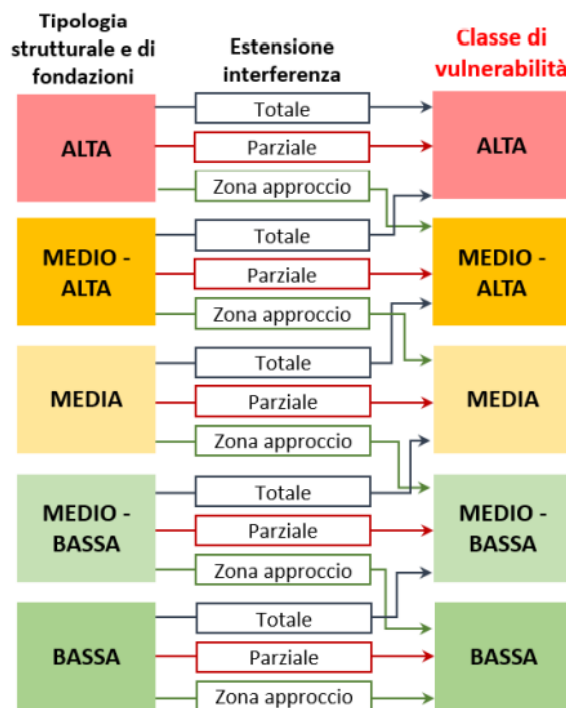 Tipologia
strutturale e di
fondazioni
Estensione
interferenza
Classe di
vulnerabilità
ALTA
Totale
Parziale
Zona approccio
ALTA
MEDIO -
ALTA
Totale
Parziale
Zona approccio
MEDIO -
ALTA
MEDIA
Totale
Parziale
Zona approccio
MEDIA
MEDIO -
BASSA
Totale
Parziale
Zona approccio
MEDIO -
BASSA
BASSA
Totale
Parziale
Zona approccio
BASSA